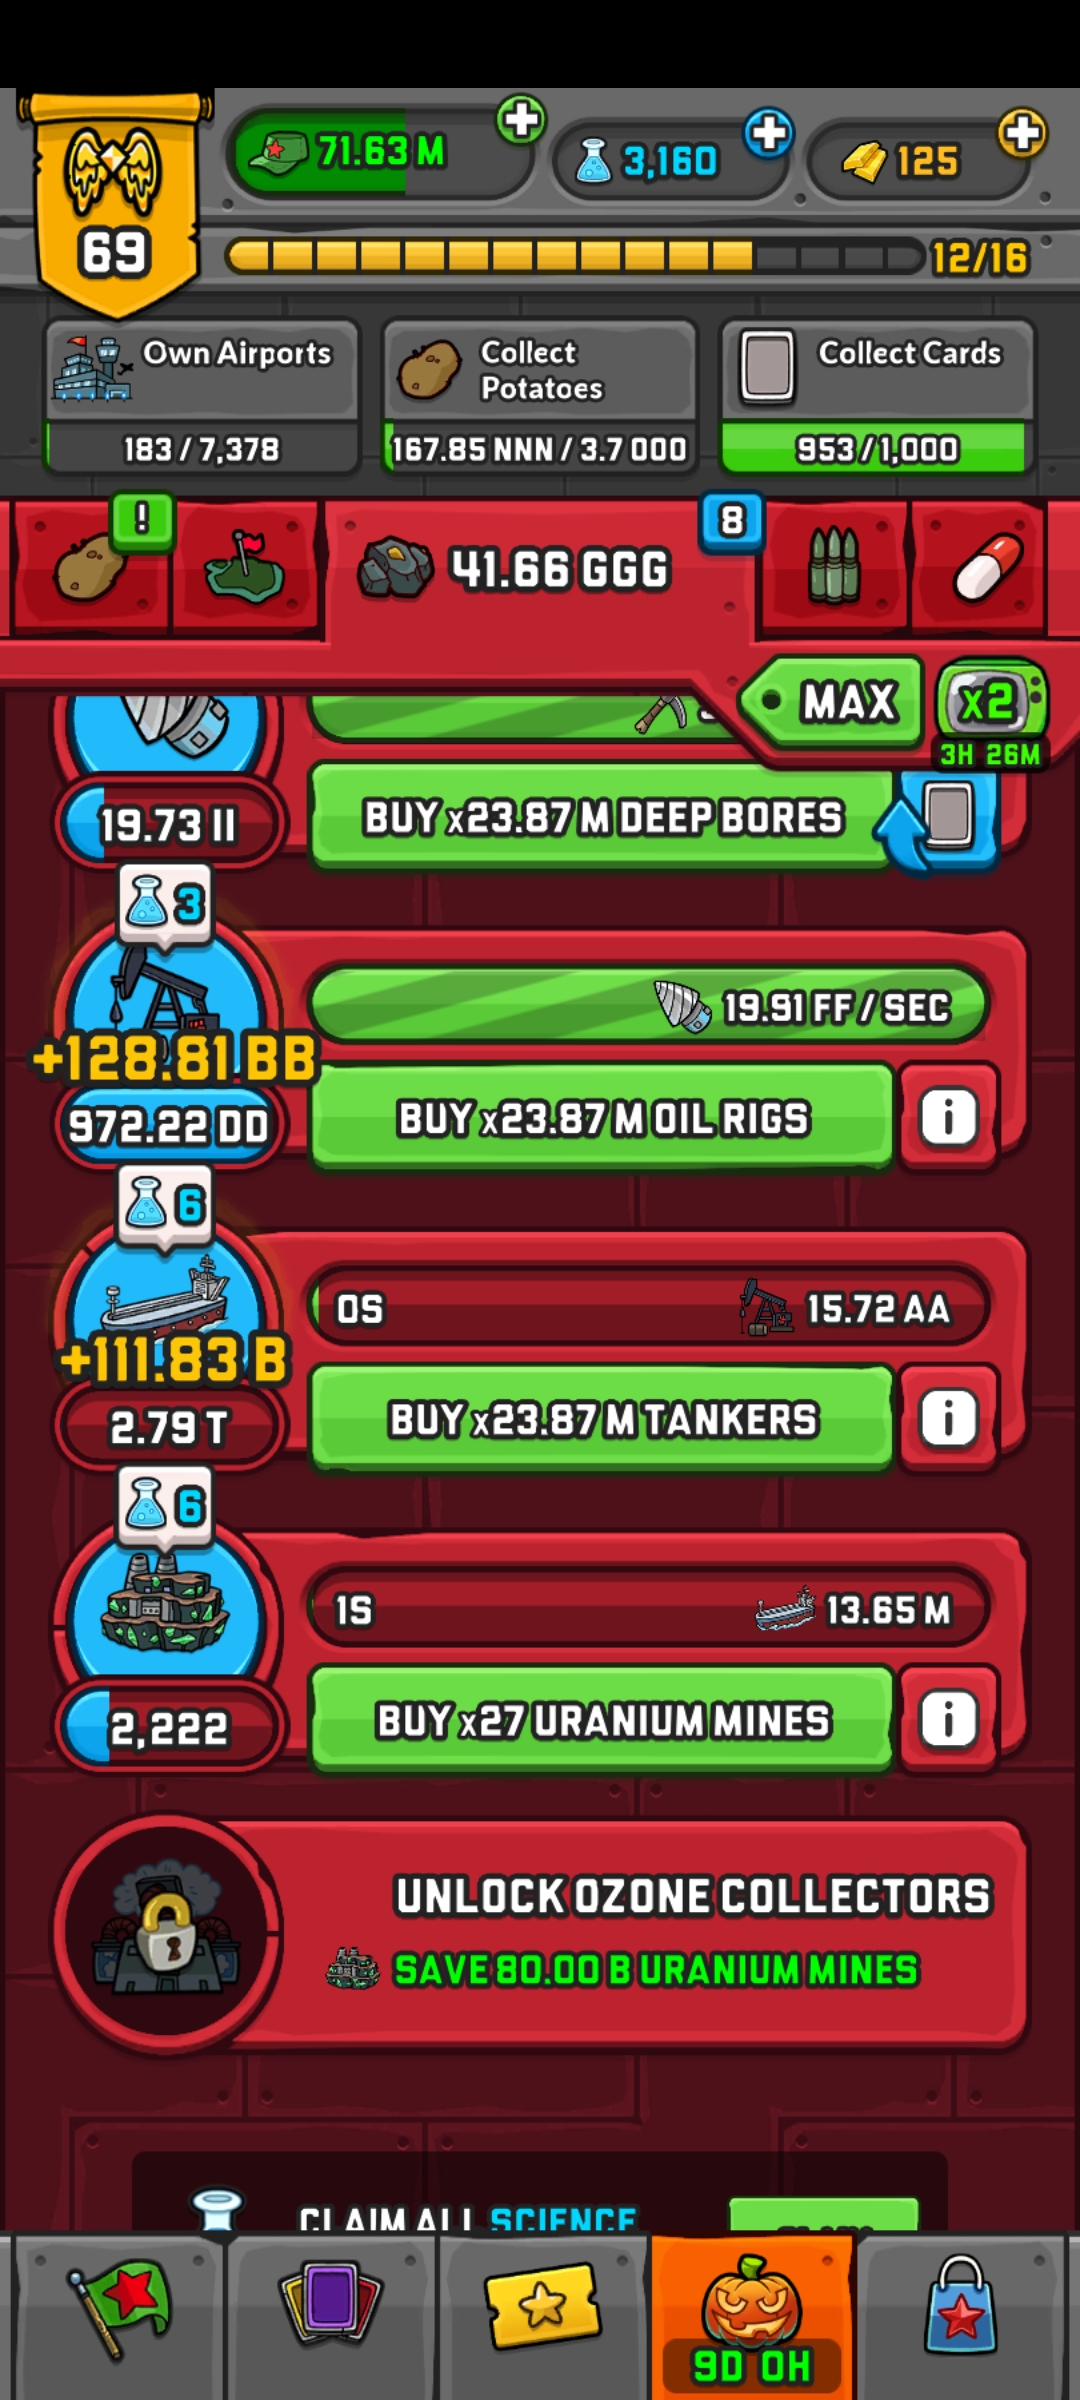 69
71.63 M
3,160
125
12/16
Own Airports
183 / 7,378
Collect
Potatoes
167.85 NNN / 3.7 OOO
Collect Cards
953 / 1,000
!
41.66 GGG
8
MAX
x2
3H 26M
19.73 II
BUY x23.87 M DEEP BORES
3
19.91 FF / SEC
+128.81 BB
972.22 DD
BUY x23.87 M OIL RIGS
i
6
0S
15.72 AA
+111.83 B
2.79 T
BUY x23.87 M TANKERS
i
6
1S
13.65 M
2,222
BUY x27 URANIUM MINES
i
UNLOCK OZONE COLLECTORS
SAVE 80.00 B URANIUM MINES
CLAIM ALL SCIENCE
9D 0H